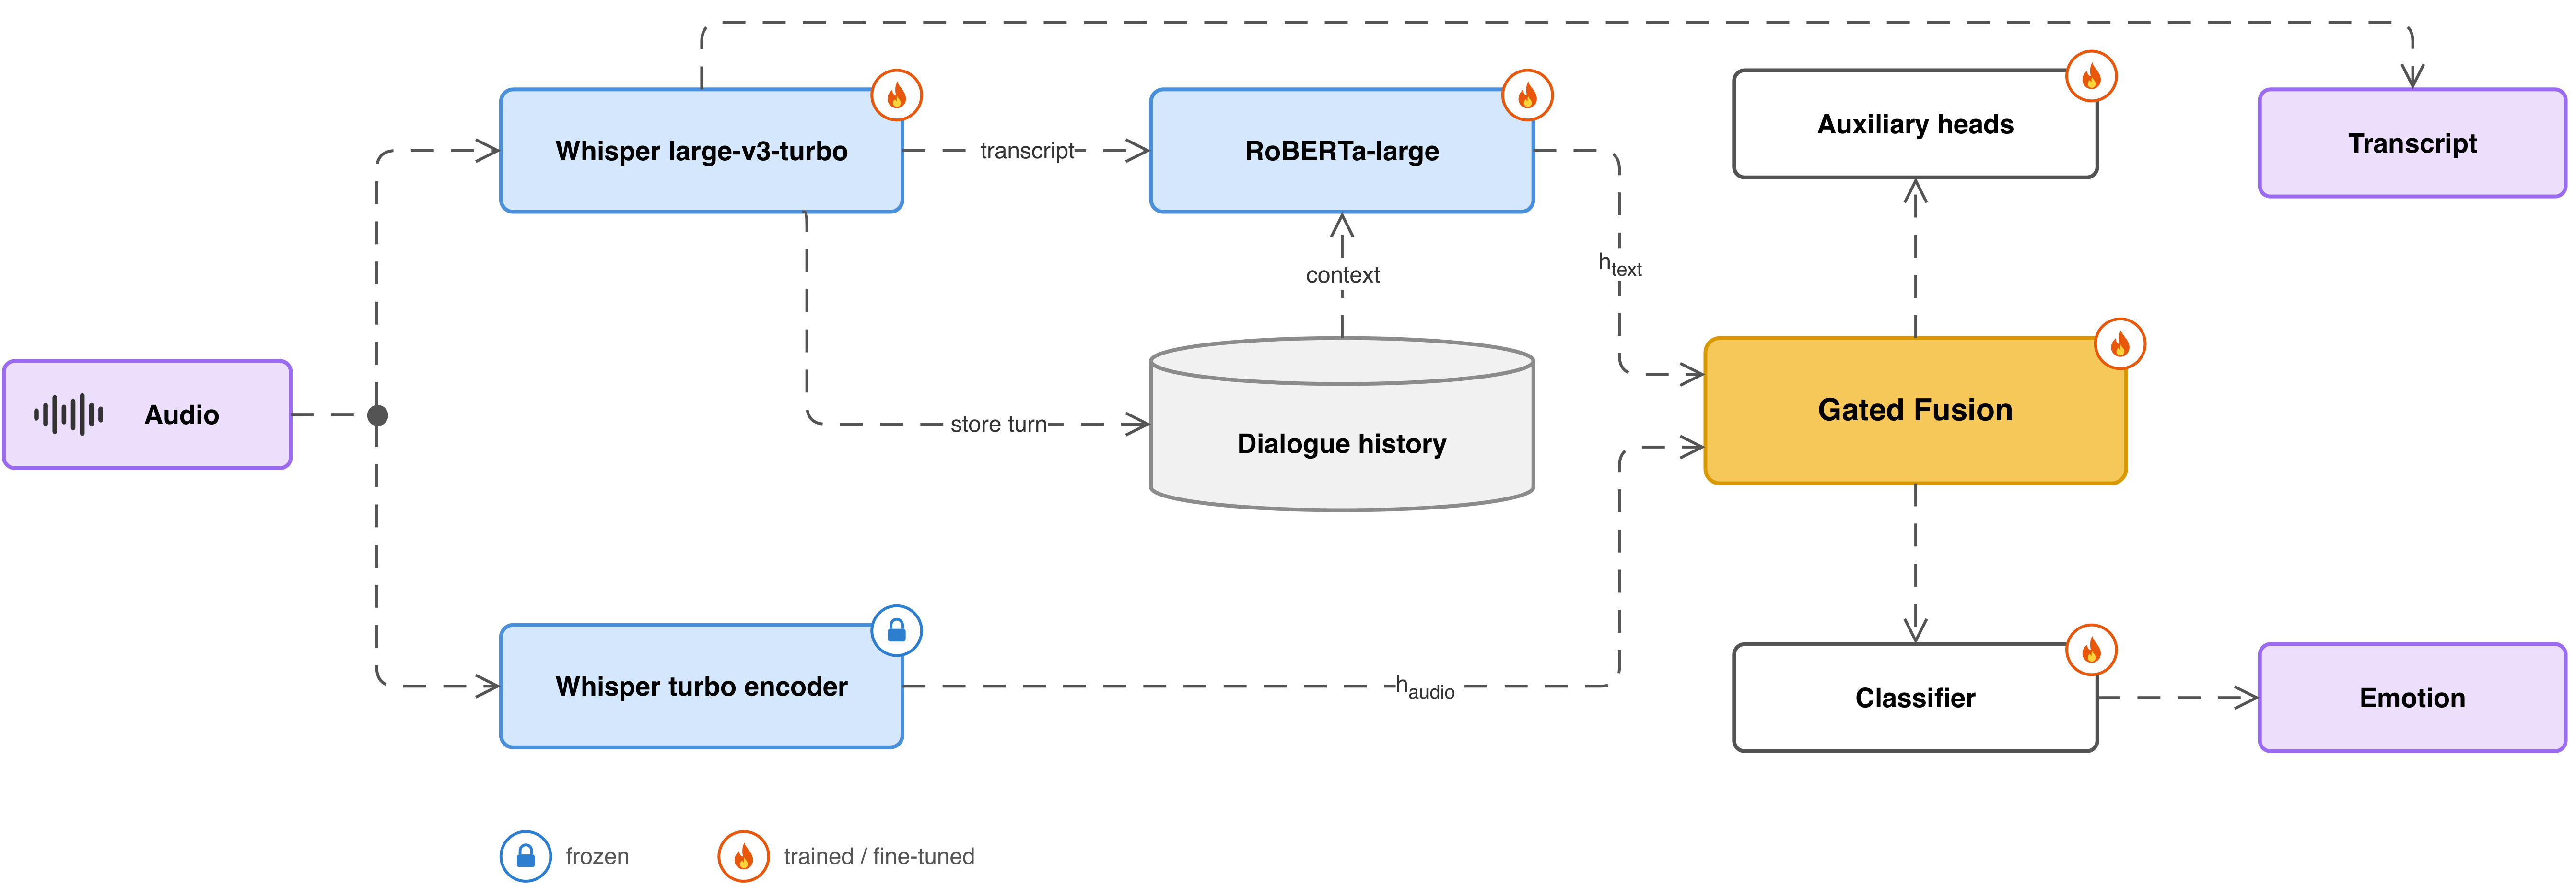 Auxiliary heads
Whisper large-v3-turbo
transcript
RoBERTa-large
Transcript
htext
context
Audio
store turn
Dialogue history
Gated Fusion
Whisper turbo encoder
haudio
Classifier
Emotion
frozen
trained / fine-tuned